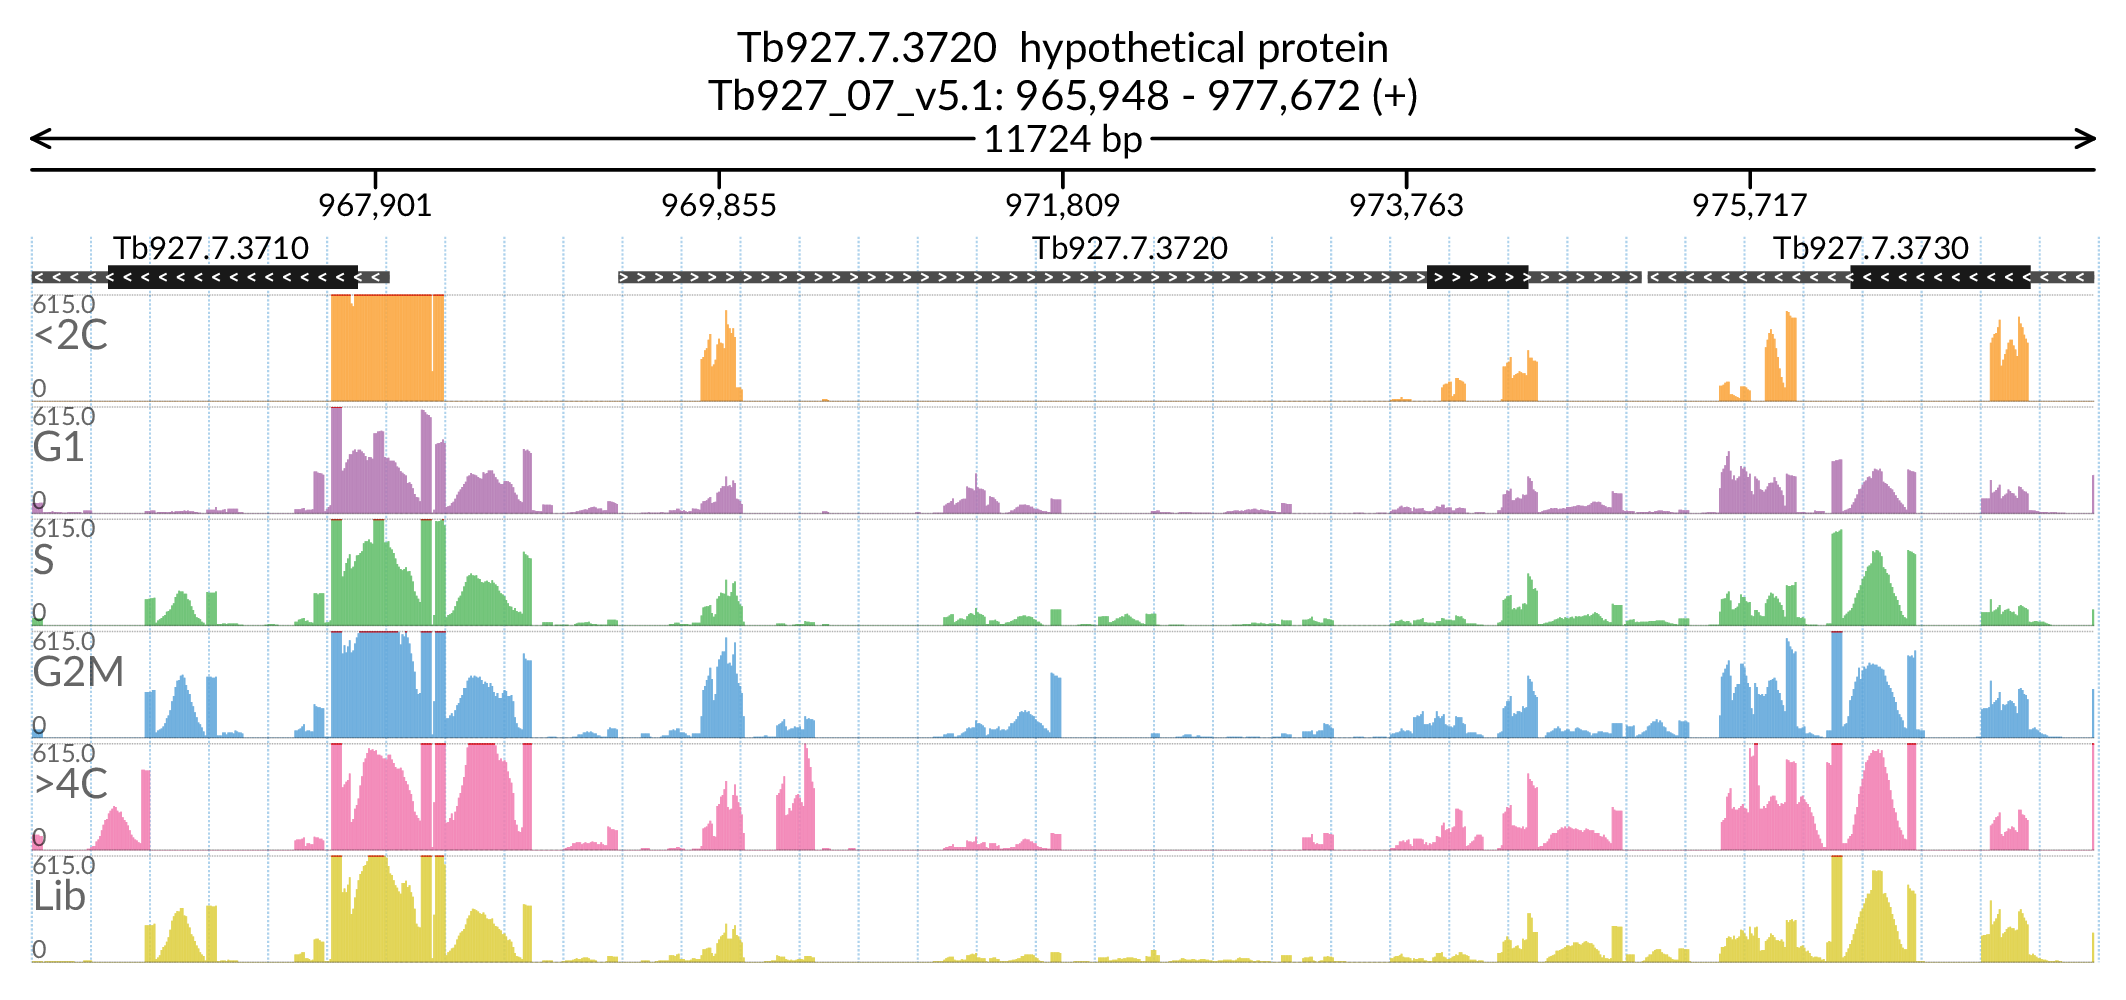 Tb927.7.3720 hypothetical protein
Tb927_07_v5.1: 965,948 - 977,672 (+)
11724 bp
967,901 969,855 971,809 973,763 975,717
Tb927.7.3710 Tb927.7.3720 Tb927.7.3730
615.0
<2C
0
615.0
G1
0
615.0
S
0
615.0
G2M
0
615.0
>4C
0
615.0
Lib
0